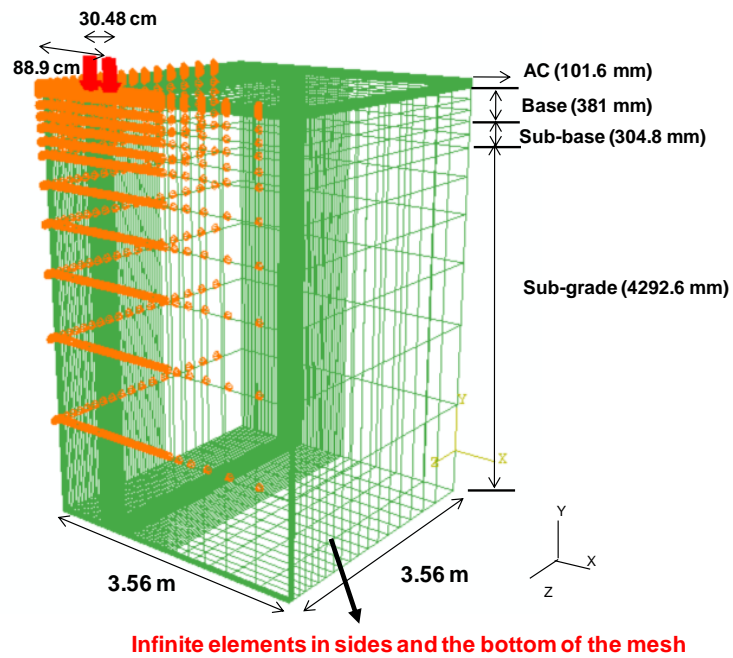 30.48 cm
88.9 cm
AC (101.6 mm)
Base (381 mm)
Sub-base (304.8 mm)
Sub-grade (4292.6 mm)
Y
X
Z
Y
X
Z
3.56 m
3.56 m
Infinite elements in sides and the bottom of the mesh